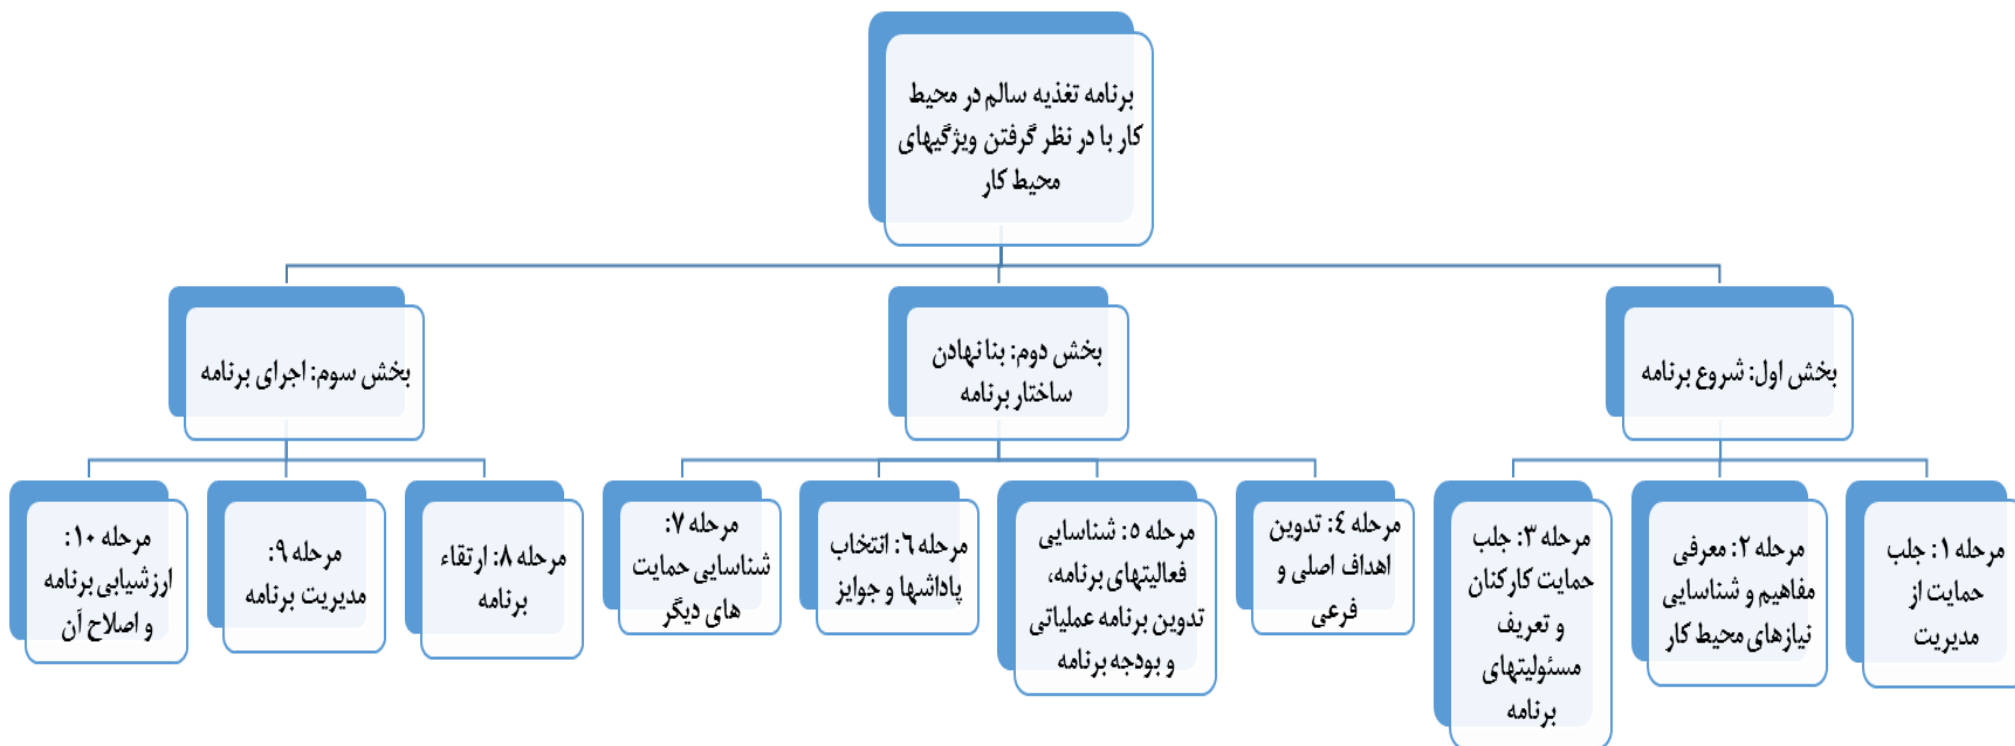 برنامه تغذیه سالم در محیط
کار با در نظر گرفتن ویژگیهای
محیط کار
بخش اول: شروع برنامه
بخش دوم: بنا نهادن
ساختار برنامه
بخش سوم: اجرای برنامه
مرحله ۱: جلب
حمایت از
مدیریت
مرحله ۲: معرفی
مفاهیم و شناسایی
نیازهای محیط کار
مرحله ۳: جلب
حمایت کارکنان
و تعریف
مسئولیتهای
برنامه
مرحله ٤: تدوین
اهداف اصلی و
فرعی
مرحله ٥: شناسایی
فعالیتهای برنامه،
تدوین برنامه عملیاتی
و بودجه برنامه
مرحله ٦: انتخاب
پاداشها و جوایز
مرحله ۷:
شناسایی حمایت
های دیگر
مرحله ۸: ارتقاء
برنامه
مرحله ۹:
مدیریت برنامه
مرحله ۱۰:
ارزشیابی برنامه
و اصلاح آن